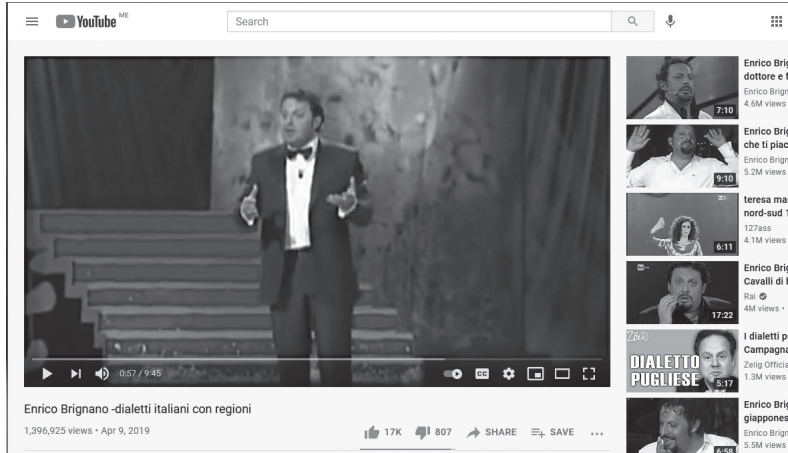 YouTube ME
Search
0:57 / 9:45
CC
Enrico Brignano -dialetti italiani con regioni
1,396,925 views • Apr 9, 2019
17K
807
SHARE
SAVE
7:10
Enrico Brig
dottore e f
Enrico Brign
4.6M views
9:10
Enrico Brig
che ti piac
Enrico Brign
5.2M views
6:11
teresa ma
nord-sud 1
127ass
4.1M views
17:22
Enrico Brig
Cavalli di
Rai
4M views •
DIALETTO
PUGLIESE
5:17
I dialetti p
Campagna
Zelig Officia
1.3M views
6:58
Enrico Brig
giappones
Enrico Brign
5.5M views